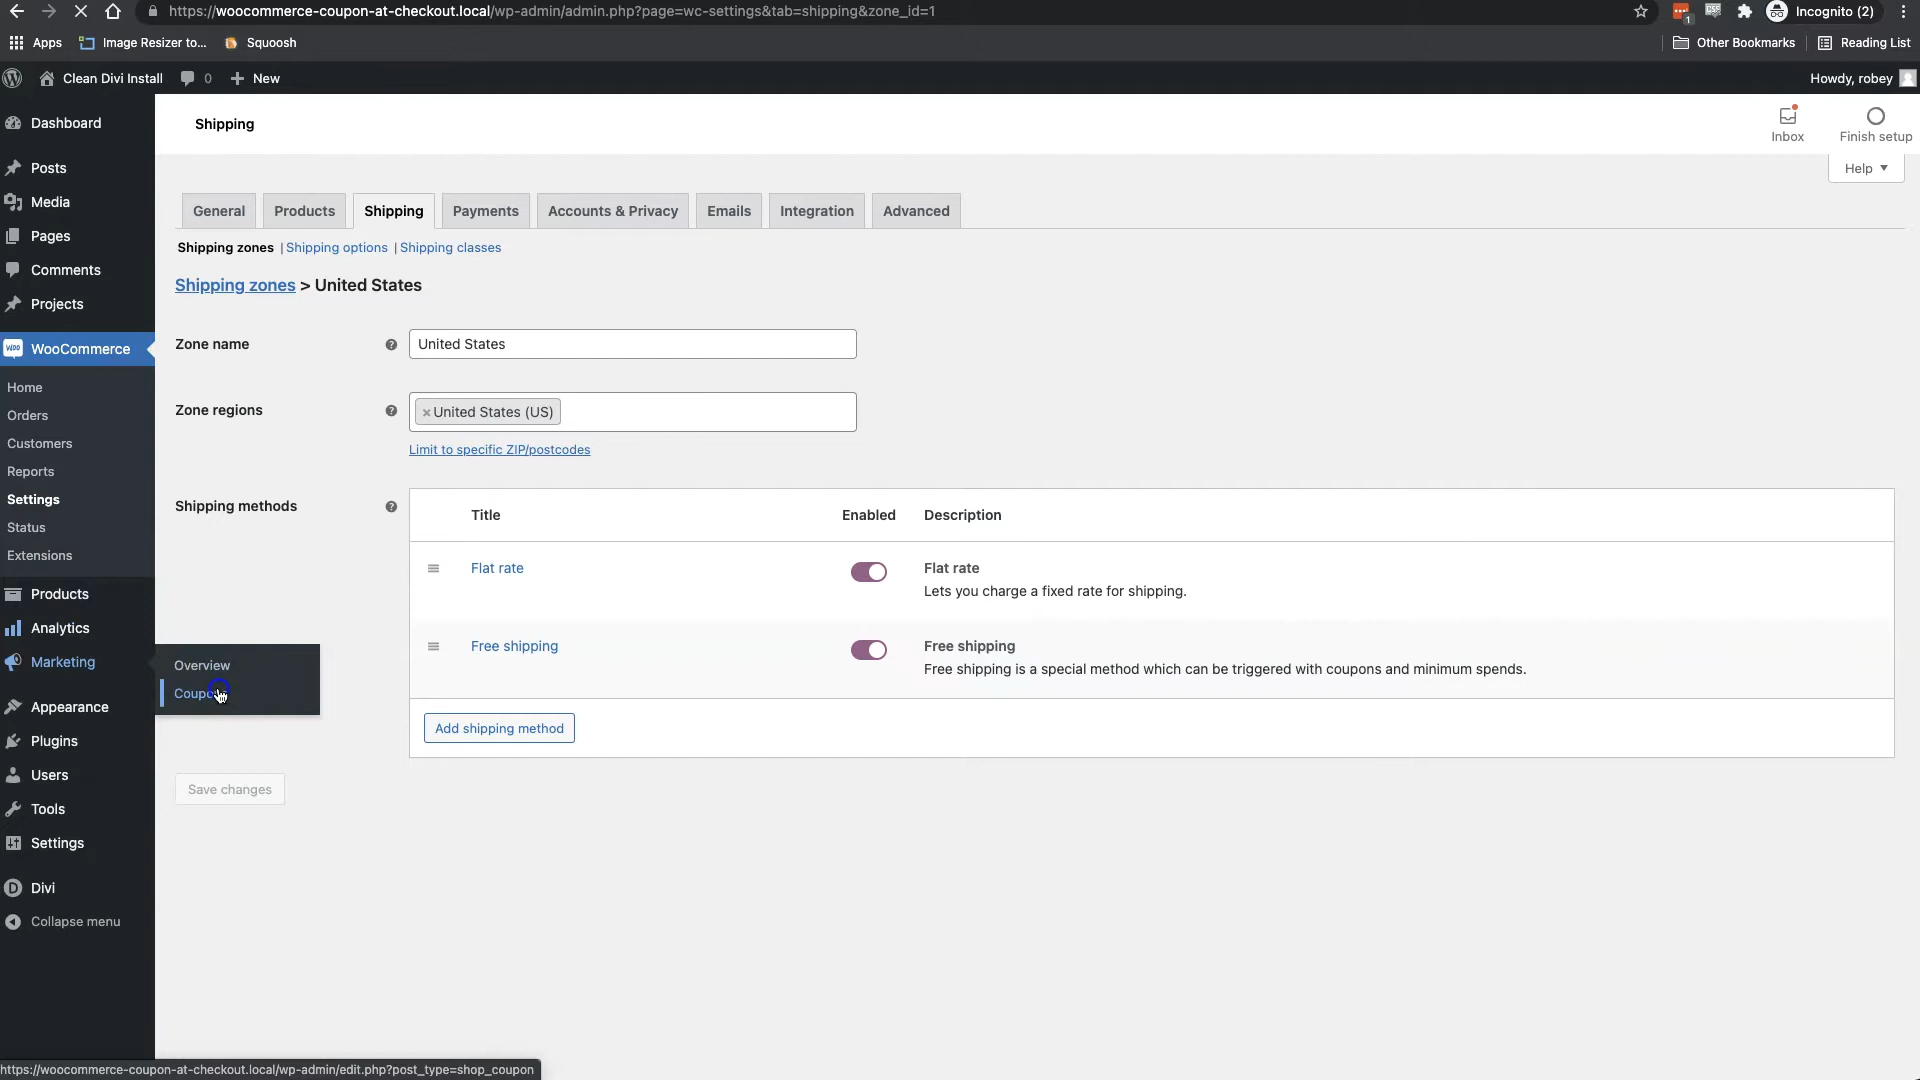 https://woocommerce-coupon-at-checkout.local/wp-admin/admin.php?page=wc-settings&tab=shipping&zone_id=1
1
CSS
Incognito (2)
Apps
Image Resizer to...
Squoosh
Other Bookmarks
Reading List
Clean Divi Install
0
New
Howdy, robey
Dashboard
Posts
Media
Pages
Comments
Projects
WOO
WooCommerce
Home
Orders
Customers
Reports
Settings
Status
Extensions
Products
Analytics
Marketing
Overview
Appearance
Plugins
Users
Tools
Settings
D
Divi
Collapse menu
Shipping
Inbox
Finish setup
Help
General
Products
Shipping
Payments
Accounts & Privacy
Emails
Integration
Advanced
Shipping zones | Shipping options | Shipping classes
Shipping zones > United States
Zone name
?
United States
Zone regions
?
×United States (US)
Limit to specific ZIP/postcodes
Shipping methods
?
Title
Enabled
Description
Flat rate
Flat rate
Lets you charge a fixed rate for shipping.
Free shipping
Free shipping
Free shipping is a special method which can be triggered with coupons and minimum spends.
Add shipping method
Save changes
https://woocommerce-coupon-at-checkout.local/wp-admin/edit.php?post_type=shop_coupon